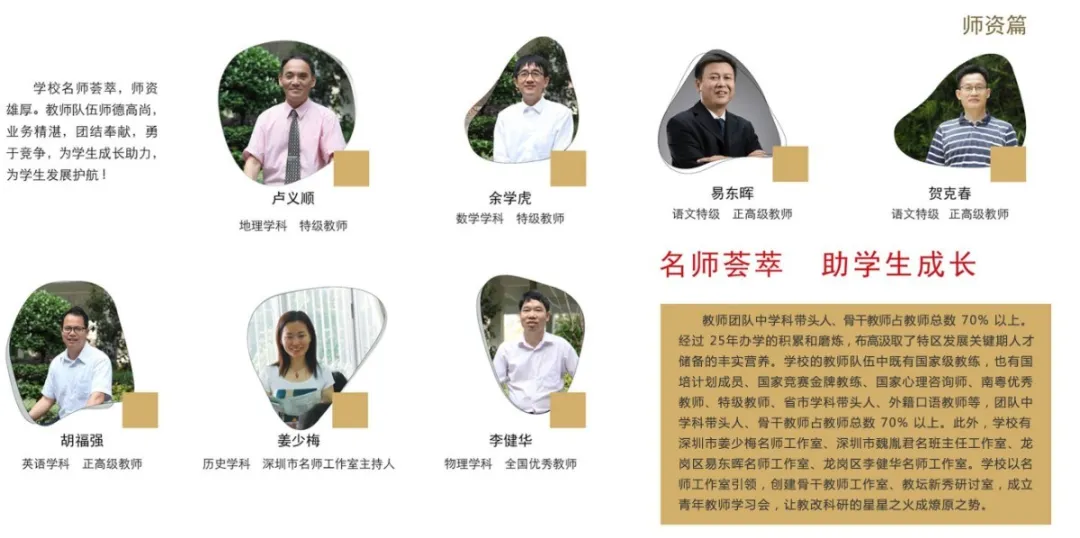 师资篇
学校名师荟萃，师资
雄厚。教师队伍师德高尚，
业务精湛，团结奉献，勇
于竞争，为学生成长助力，
为学生发展护航！
卢义顺
地理学科 特级教师
余学虎
数学学科 特级教师
易东晖
语文特级 正高级教师
贺克春
语文特级 正高级教师
胡福强
英语学科 正高级教师
姜少梅
历史学科 深圳市名师工作室主持人
李健华
物理学科 全国优秀教师
名师荟萃 助学生成长
教师团队中学科带头人、骨干教师占教师总数 70% 以上。
经过 25年办学的积累和磨炼，布高汲取了特区发展关键期人才
储备的丰实营养。学校的教师队伍中既有国家级教练，也有国
培计划成员、国家竞赛金牌教练、国家心理咨询师、南粤优秀
教师、特级教师、省市学科带头人、外籍口语教师等，团队中
学科带头人、骨干教师占教师总数 70% 以上。此外，学校有
深圳市姜少梅名师工作室、深圳市魏胤君名班主任工作室、龙
岗区易东晖名师工作室、龙岗区李健华名师工作室。学校以名
师工作室引领，创建骨干教师工作室、教坛新秀研讨室，成立
青年教师学习会，让教改科研的星星之火成燎原之势。